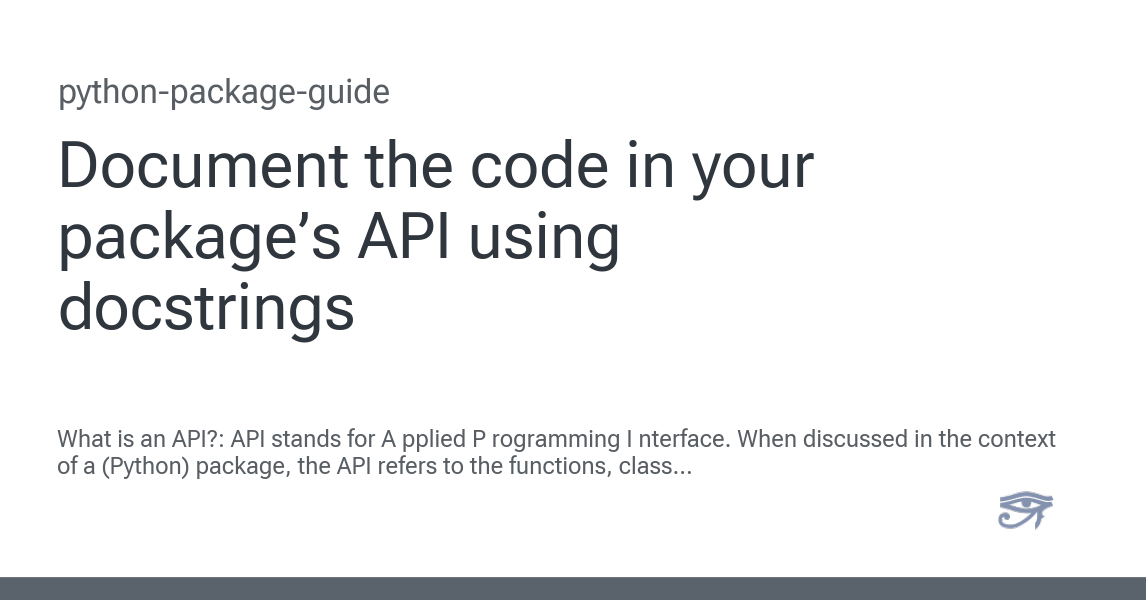 python-package-guide
Document the code in your
package’s API using
docstrings
What is an API?: API stands for A pplied P rogramming I nterface. When discussed in the context
of a (Python) package, the API refers to the functions, class...